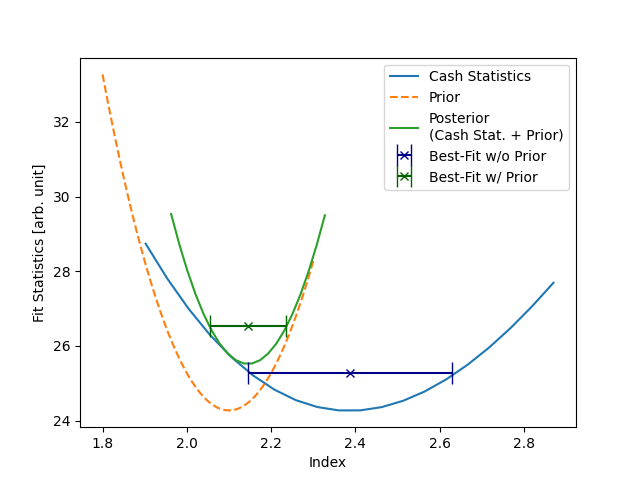 Cash Statistics
Prior
Posterior
(Cash Stat. + Prior)
Best-Fit w/o Prior
Best-Fit w/ Prior
Fit Statistics [arb. unit]
32
30
28
26
24
1.8 2.0 2.2 2.4 2.6 2.8
Index